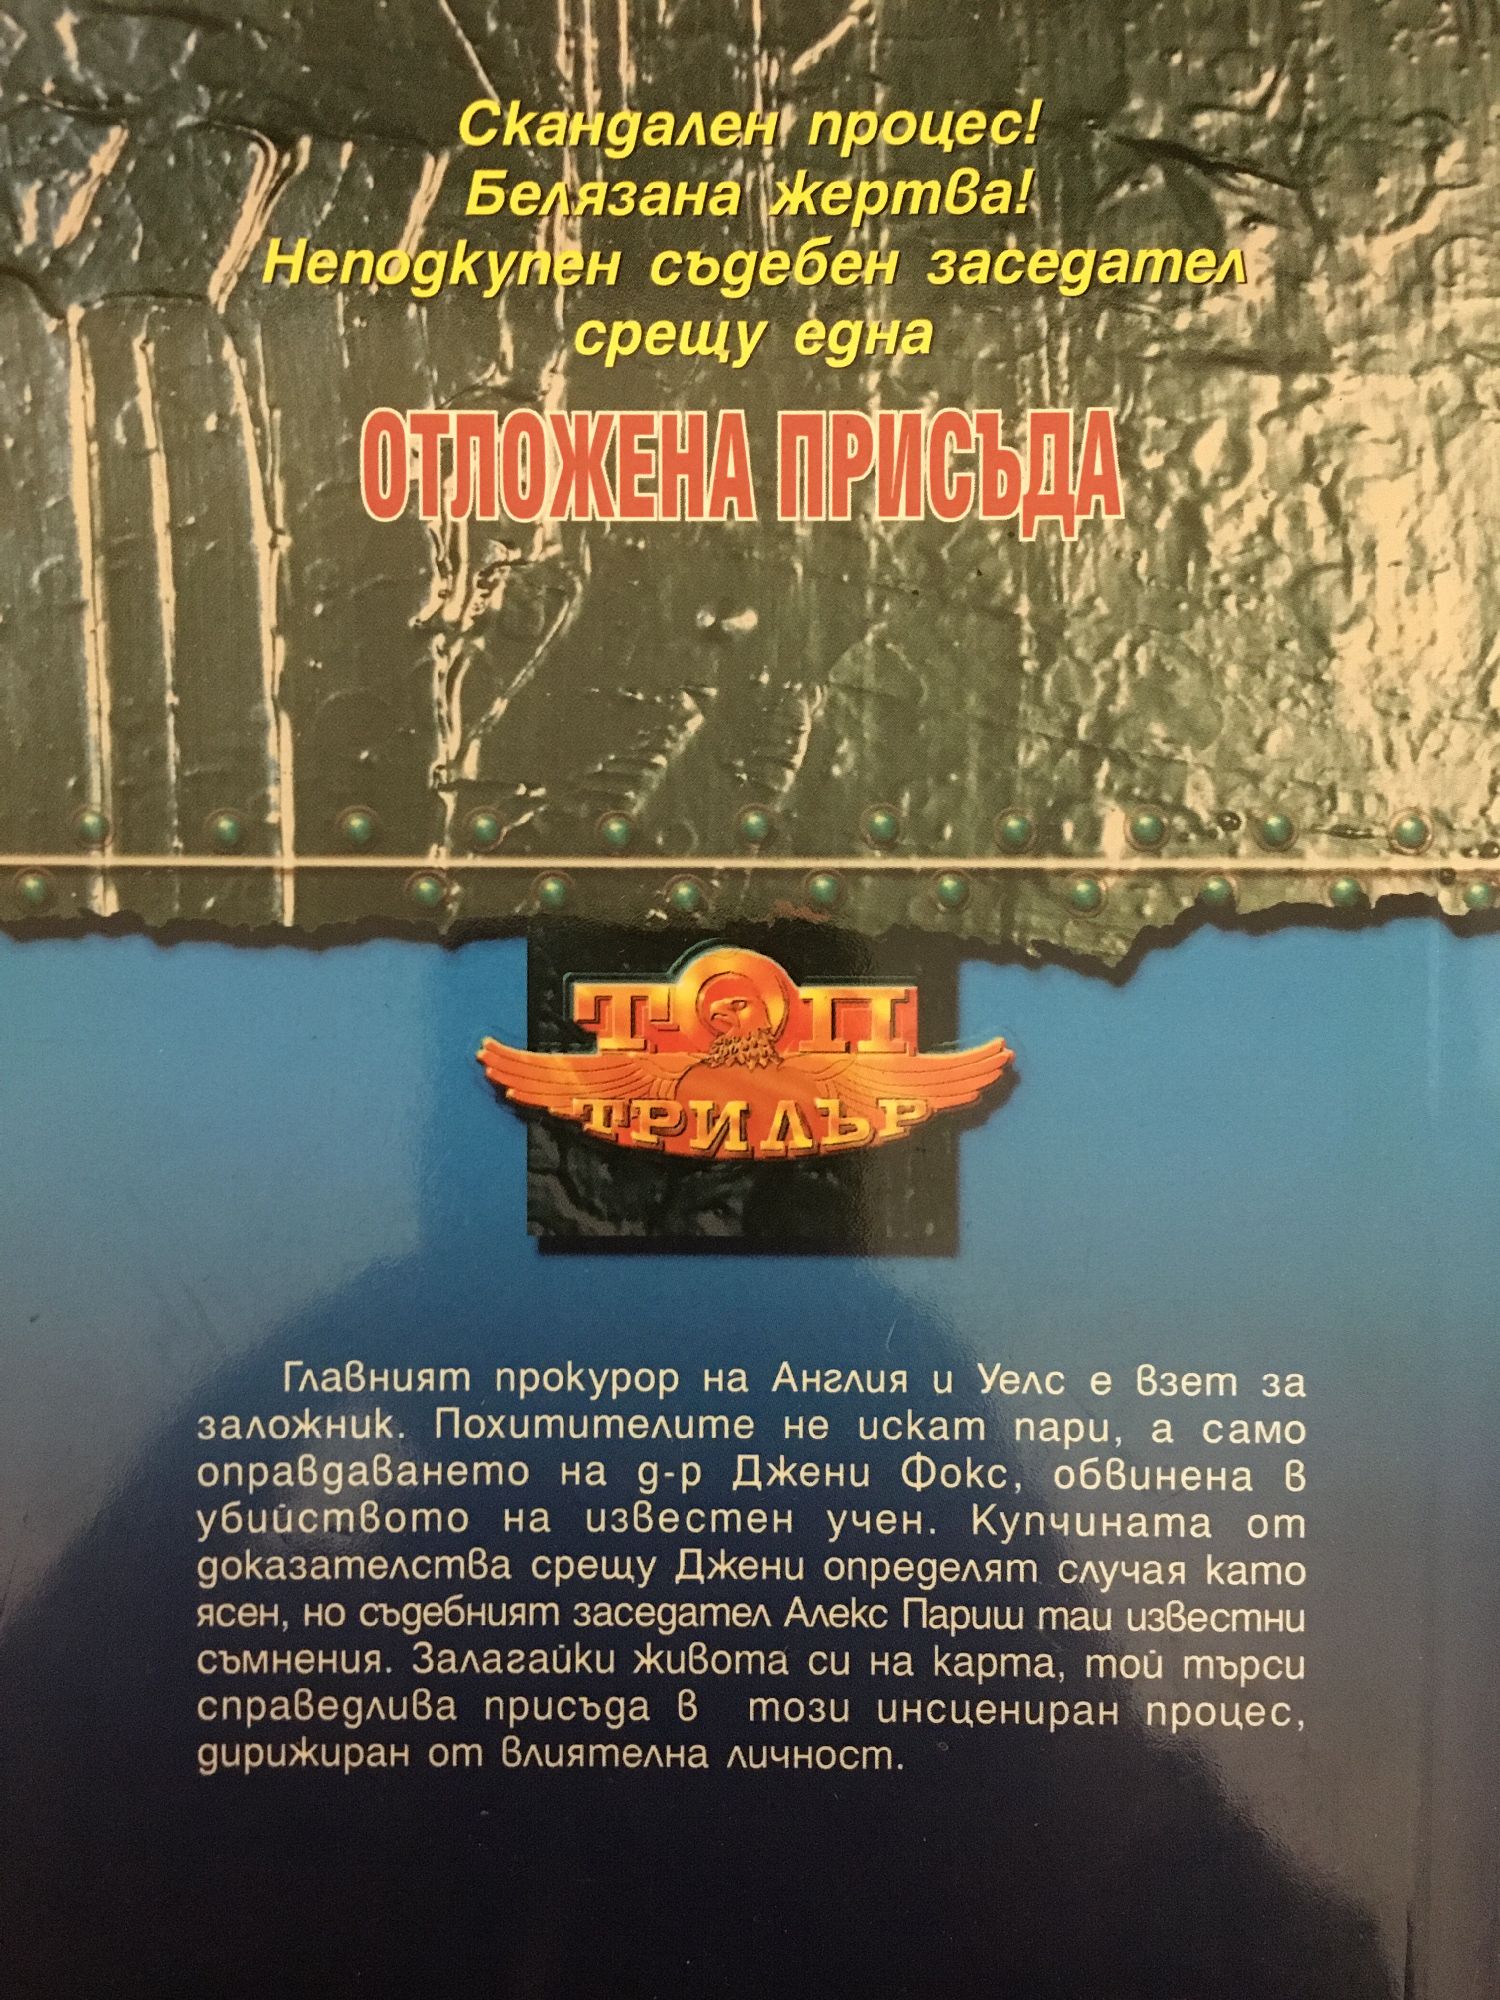 Скандален процес!
Белязана жертва!
Неподкупен съдебен заседател
срещу една
ОТЛОЖЕНА ПРИСЪДА
ТОП
ТРИЛЪР
Главният прокурор на Англия и Уелс е взет за
заложник. Похитителите не искат пари, а само
оправдаването на д-р Джени Фокс, обвинена в
убийството на известен учен. Купчината от
доказателства срещу Джени определят случая като
ясен, но съдебният заседател Алекс Париш таи известни
съмнения. Залагайки живота си на карта, той търси
справедлива присъда в този инсцениран процес,
дирижиран от влиятелна личност.